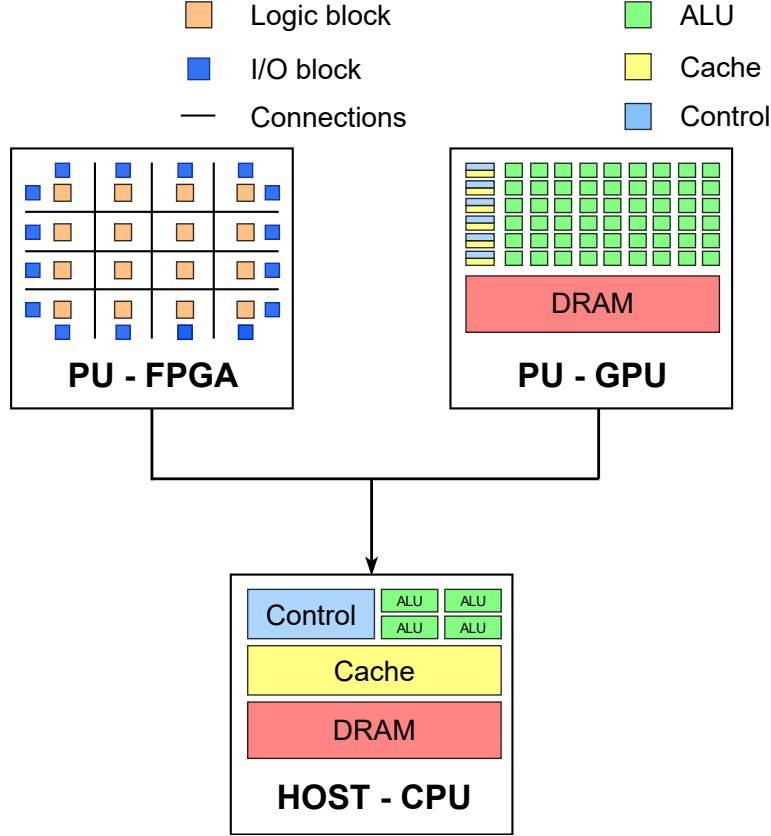 Logic block
ALU
I/O block
Cache
Connections
Control
DRAM
PU - FPGA
PU - GPU
Control
ALU
ALU
ALU
ALU
Cache
DRAM
HOST - CPU